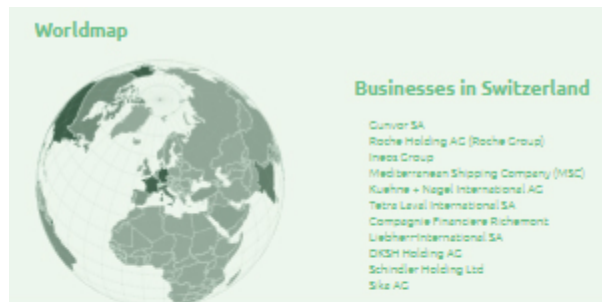 Worldmap
Businesses in Switzerland
Gunvor SA
Roche Holding AG (Roche Group)
Ineos Group
Mediterranean Shipping Company (MSC)
Kuehne + Nagel International AG
Tetra Laval International SA
Compagnie Financiere Richemont
Liebherr-International SA
DKSH Holding AG
Schindler Holding Ltd
Sika AG